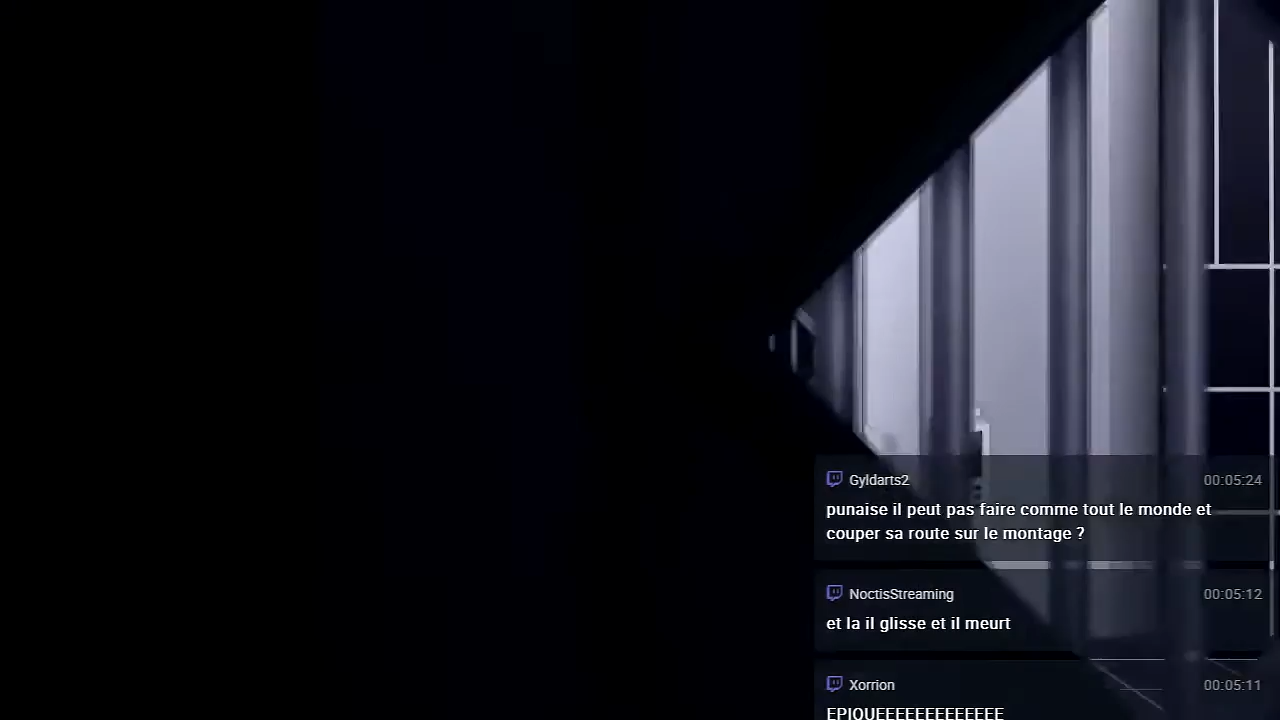 Gyldarts2 00:05:24
punaise il peut pas faire comme tout le monde et
couper sa route sur le montage ?
NoctisStreaming 00:05:12
et la il glisse et il meurt
Xorrion 00:05:11
EPIQUEEEEEEEEEEEEE